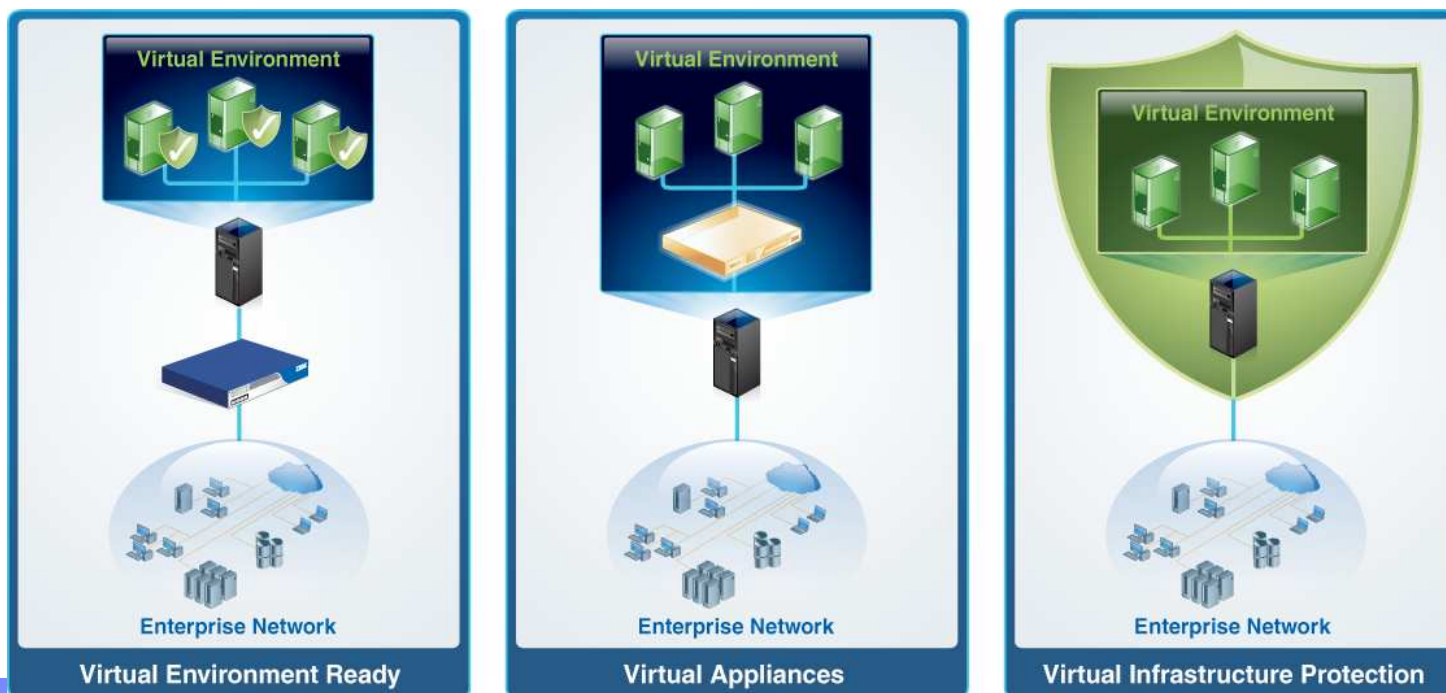 Virtual Environment
Enterprise Network
Virtual Environment Ready
Virtual Environment
Enterprise Network
Virtual Appliances
Virtual Environment
Enterprise Network
Virtual Infrastructure Protection